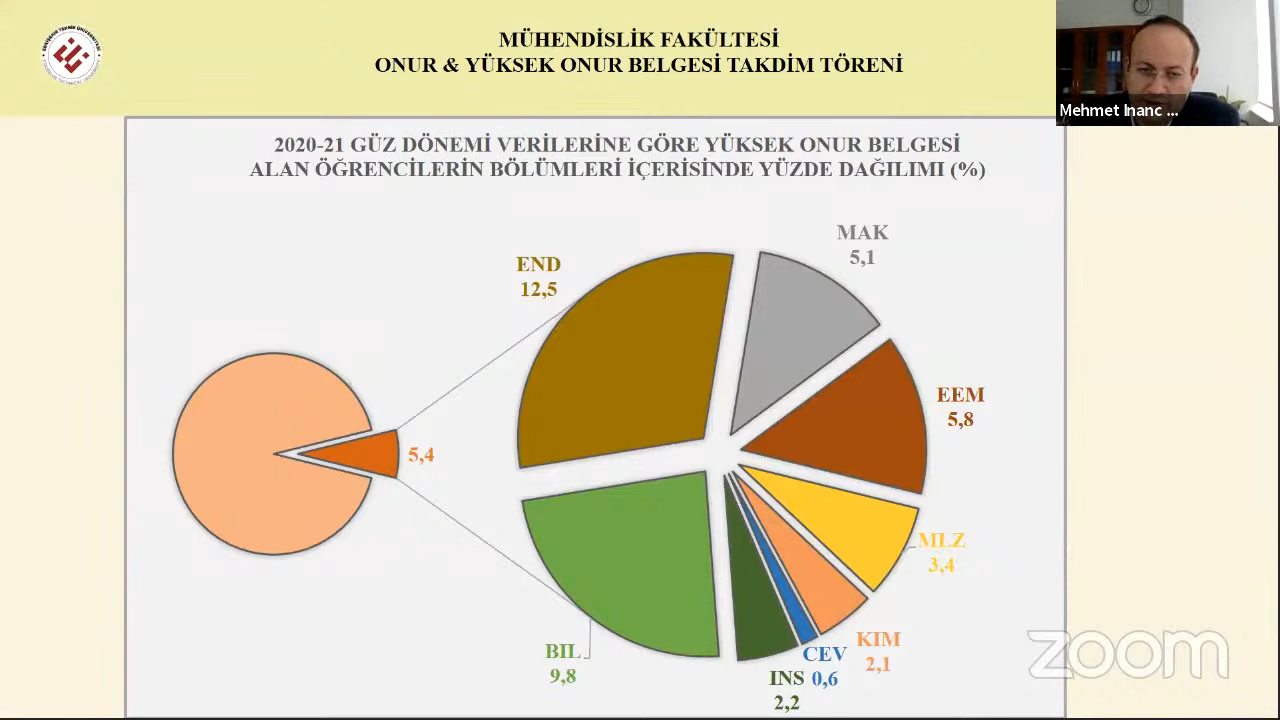 MÜHENDİSLİK FAKÜLTESİ
ONUR & YÜKSEK ONUR BELGESİ TAKDİM TÖRENİ
Mehmet Inanc ...
2020-21 GÜZ DÖNEMİ VERİLERİNE GÖRE YÜKSEK ONUR BELGESİ
ALAN ÖĞRENCİLERİN BÖLÜMLERİ İÇERİSİNDE YÜZDE DAĞILIMI (%)
MAK
5,1
END
12,5
EEM
5,8
5,4
MLZ
3,4
KIM
2,1
CEV
0,6
INS
2,2
BIL
9,8
zoom